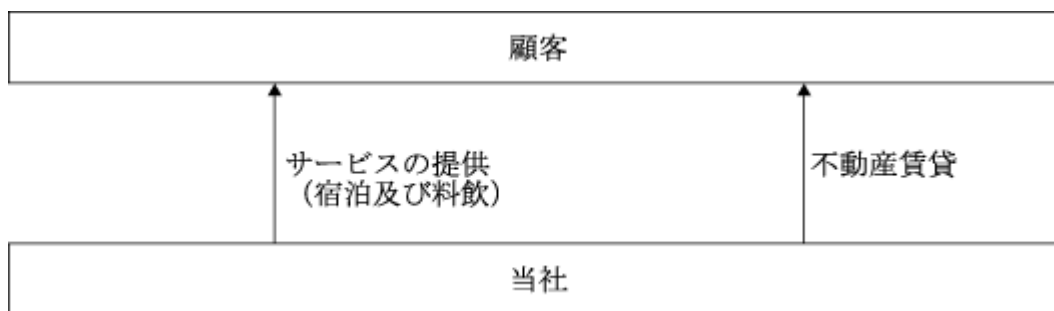 顧客
サービスの提供
(宿泊及び料飲)
不動産賃貸
当社